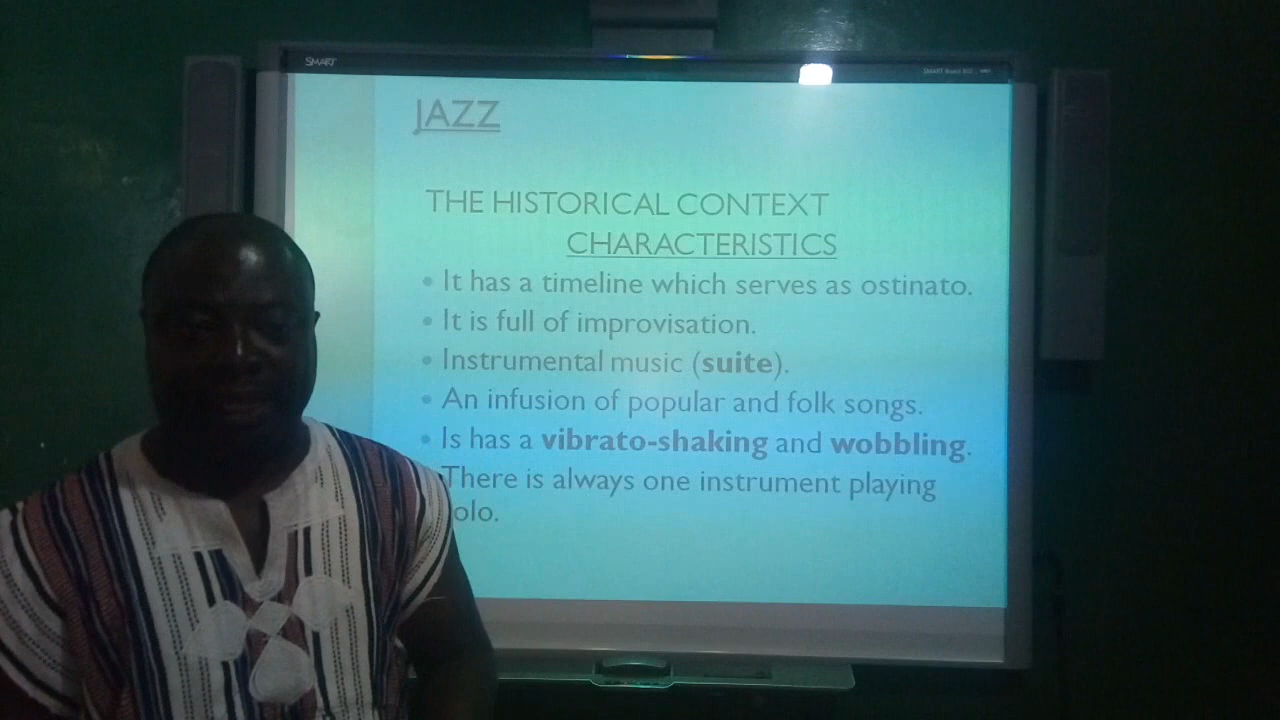 SMART
JAZZ
THE HISTORICAL CONTEXT
CHARACTERISTICS
• It has a timeline which serves as ostinato.
• It is full of improvisation.
• Instrumental music (suite).
• An infusion of popular and folk songs.
• Is has a vibrato-shaking and wobbling.
There is always one instrument playing
olo.